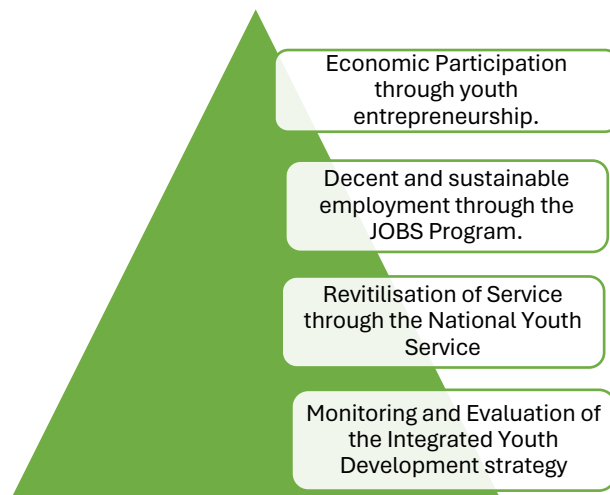 Economic Participation
through youth
entrepreneurship.
Decent and sustainable
employment through the
JOBS Program.
Revitilisation of Service
through the National Youth
Service
Monitoring and Evaluation of
the Integrated Youth
Development strategy